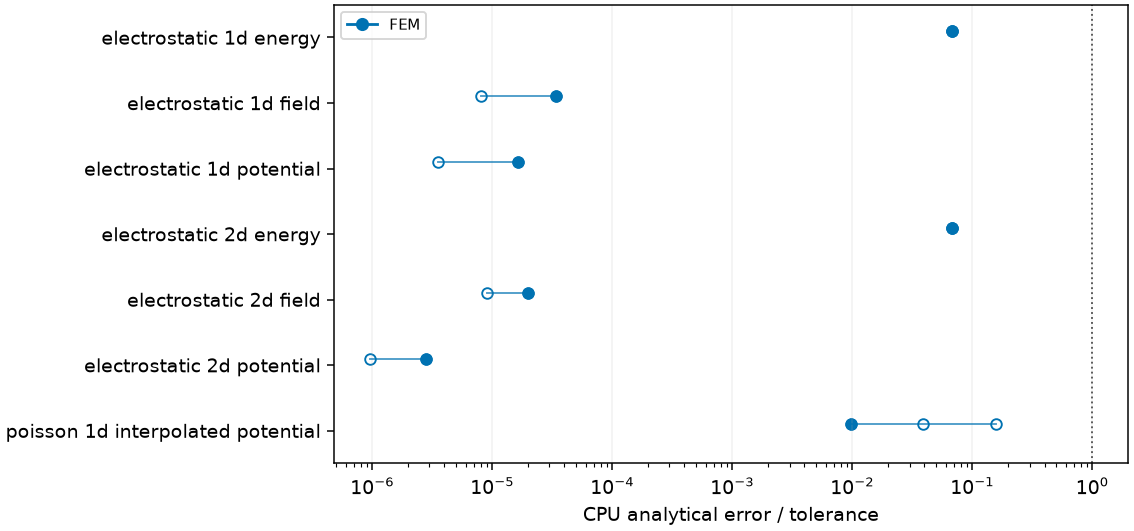 FEM
electrostatic 1d energy
electrostatic 1d field
electrostatic 1d potential
electrostatic 2d energy
electrostatic 2d field
electrostatic 2d potential
poisson 1d interpolated potential
10⁻⁶ 10⁻⁵ 10⁻⁴ 10⁻³ 10⁻² 10⁻¹ 10⁰
CPU analytical error / tolerance